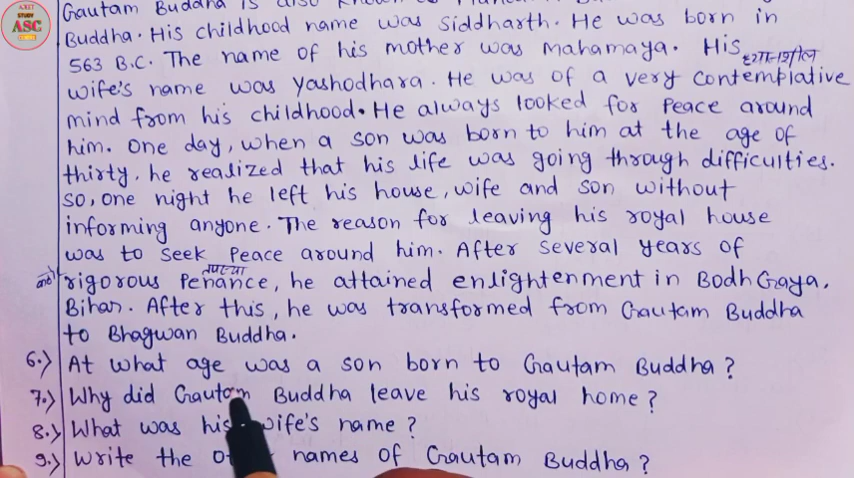 AJIT
STUDY
ASC
Gautam Buddha is also known as
Buddha. His childhood name was Siddharth. He was born in
563 B.C. The name of his mother was Mahamaya. His
wife's name was Yashodhara. He was of a very contemplative
mind from his childhood. He always looked for peace around
him. One day, when a son was born to him at the age of
thirty, he realized that his life was going through difficulties.
So, one night he left his house, wife and son without
informing anyone. The reason for leaving his royal house
was to seek peace around him. After several years of
तपस्या
rigorous Penance, he attained enlightenment in BodhGaya,
Bihar. After this, he was transformed from Gautam Buddha
to Bhagwan Buddha.
6.) At what age was a son born to Gautam Buddha?
7.) Why did Gautam Buddha leave his royal home?
8.) What was his wife's name?
9.) Write the names of Gautam Buddha?